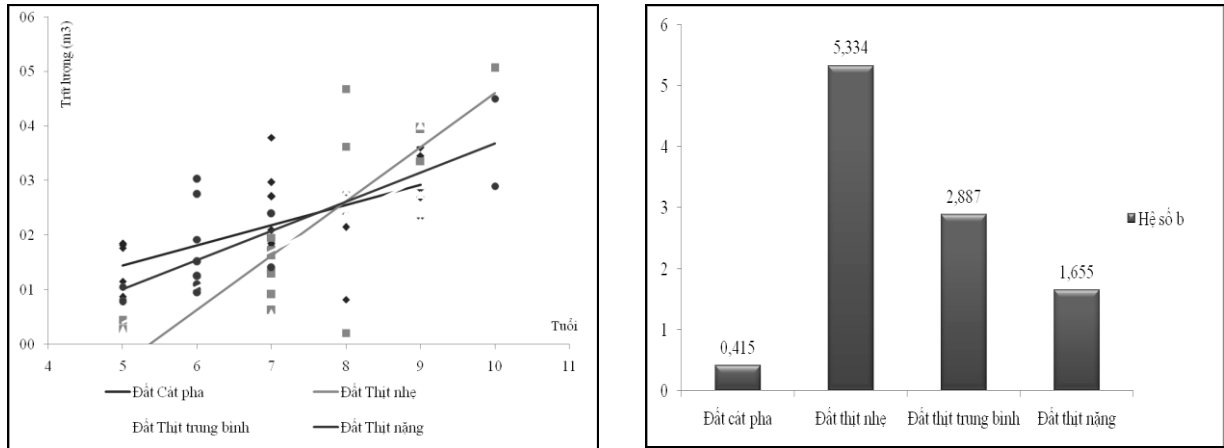 06
05
04
03
02
01
00
Trữ lượng (m3)
Tuổi
4 5 6 7 8 9 10 11
Đất Cát pha Đất Thịt nhẹ
Đất Thịt trung bình Đất Thịt nặng
6
5
4
3
2
1
0
0,415
5,334
2,887
1,655
Hệ số b
Đất cát pha Đất thịt nhẹ Đất thịt trung bình Đất thịt nặng